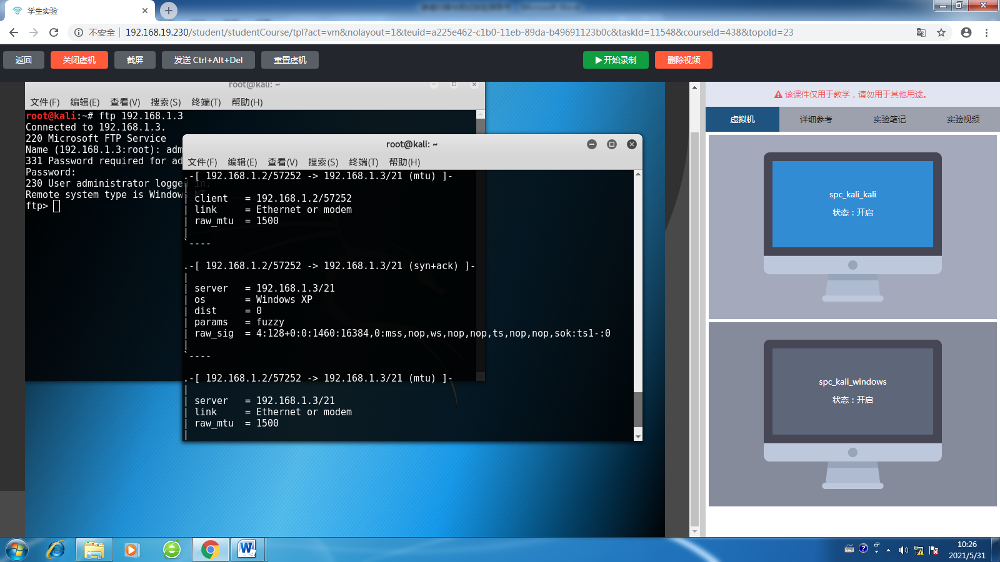 学生实验
不安全 192.168.19.230/student/studentCourse/tpl?act=vm&nolayout=1&teuid=a225e462-c1b0-11eb-89da-b49691123b0c&taskId=11548&courseId=438&topoId=23
返回 关闭虚机 截屏 发送 Ctrl+Alt+Del 重置虚机 开始录制 删除视频
root@kali: ~
文件(F) 编辑(E) 查看(V) 搜索(S) 终端(T) 帮助(H)
root@kali:~# ftp 192.168.1.3
Connected to 192.168.1.3.
220 Microsoft FTP Service
Name (192.168.1.3:root): adm
331 Password required for ad
Password:
230 User administrator logged in.
Remote system type is Windows_NT.
ftp>
root@kali: ~
文件(F) 编辑(E) 查看(V) 搜索(S) 终端(T) 帮助(H)
.-[ 192.168.1.2/57252 -> 192.168.1.3/21 (mtu) ]-
|
| client   = 192.168.1.2/57252
| link     = Ethernet or modem
| raw_mtu  = 1500
|
`----
.-[ 192.168.1.2/57252 -> 192.168.1.3/21 (syn+ack) ]-
|
| server   = 192.168.1.3/21
| os       = Windows XP
| dist     = 0
| params   = fuzzy
| raw_sig  = 4:128+0:0:1460:16384,0:mss,nop,ws,nop,nop,ts,nop,nop,sok:ts1-:0
|
`----
.-[ 192.168.1.2/57252 -> 192.168.1.3/21 (mtu) ]-
|
| server   = 192.168.1.3/21
| link     = Ethernet or modem
| raw_mtu  = 1500
|
该课件仅用于教学，请勿用于其他用途。
虚拟机 详细参考 实验笔记 实验视频
spc_kali_kali
状态：开启
spc_kali_windows
状态：开启
10:26
2021/5/31